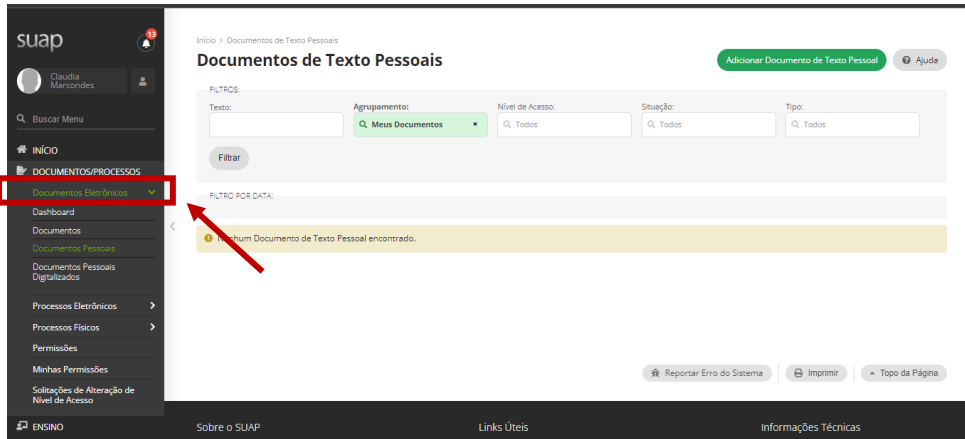 suap
13
Claudia
Marcondes
Buscar Menu
INÍCIO
DOCUMENTOS/PROCESSOS
Documentos Eletrônicos
Dashboard
Documentos
Documentos Pessoais
Documentos Pessoais
Digitalizados
Processos Eletrônicos
Processos Físicos
Permissões
Minhas Permissões
Solitações de Alteração de
Nível de Acesso
ENSINO
Início > Documentos de Texto Pessoais
Documentos de Texto Pessoais
Adicionar Documento de Texto Pessoal
Ajuda
FILTROS:
Texto: Agrupamento: Nível de Acesso: Situação: Tipo:
Meus Documentos × Todos Todos Todos
Filtrar
FILTRO POR DATA:
Nenhum Documento de Texto Pessoal encontrado.
Reportar Erro do Sistema Imprimir Topo da Página
Sobre o SUAP Links Úteis Informações Técnicas